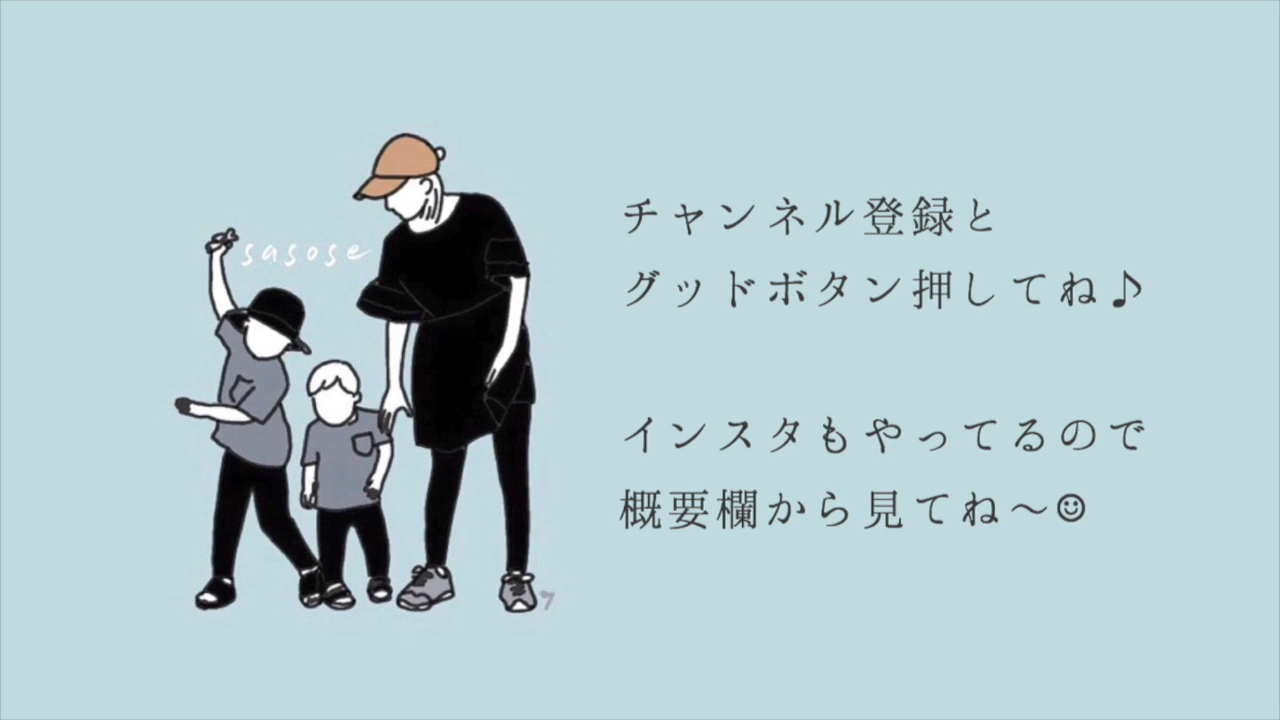 sasose
チャンネル登録と
グッドボタン押してね♪
インスタもやってるので
概要欄から見てね〜☺